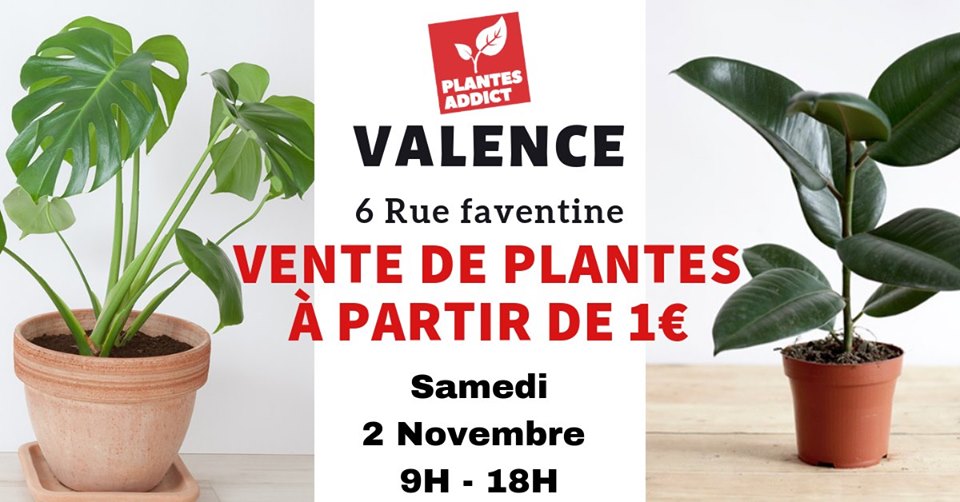 PLANTES
ADDICT
VALENCE
6 Rue faventine
VENTE DE PLANTES
À PARTIR DE 1€
Samedi
2 Novembre
9H - 18H